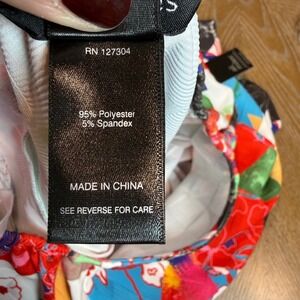 RN 127304
95% Polyester
5% Spandex
MADE IN CHINA
SEE REVERSE FOR CARE